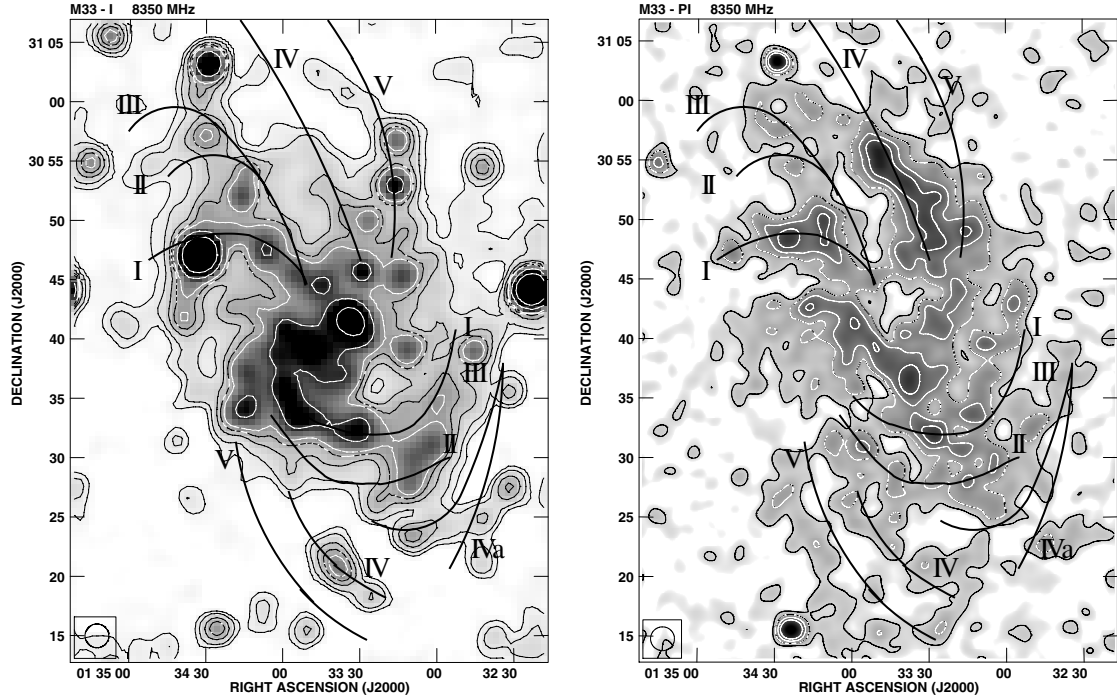 M33 - I 8350 MHz
DECLINATION (J2000)
31 05
00
30 55
50
45
40
35
30
25
20
15
IV
V
III
II
I
I
III
II
V
IVa
IV
01 35 00
34 30
00
33 30
00
32 30
RIGHT ASCENSION (J2000)
M33 - PI 8350 MHz
DECLINATION (J2000)
31 05
00
30 55
50
45
40
35
30
25
20
15
IV
V
III
II
I
I
III
II
V
IVa
IV
01 35 00
34 30
00
33 30
00
32 30
RIGHT ASCENSION (J2000)